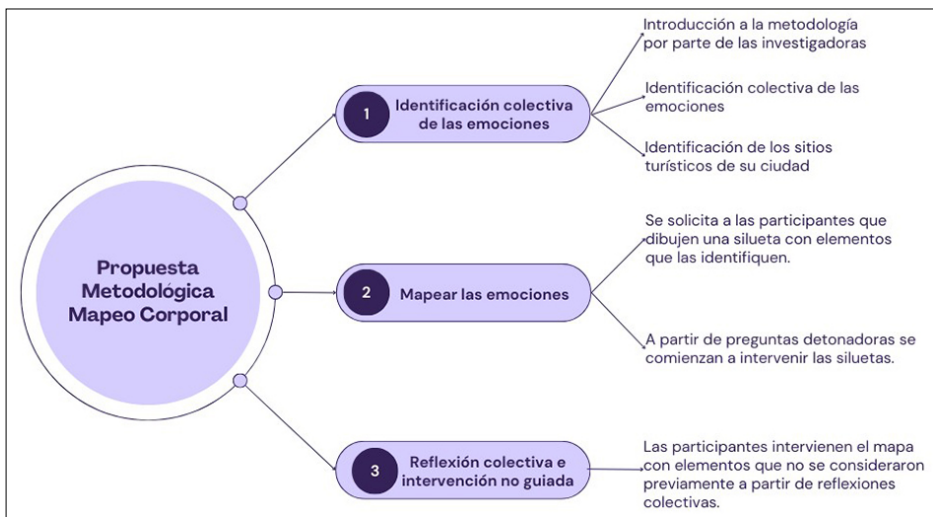 Propuesta
Metodológica
Mapeo Corporal
1
Identificación colectiva
de las emociones
Introducción a la metodología
por parte de las investigadoras
Identificación colectiva de las
emociones
Identificación de los sitios
turísticos de su ciudad
2
Mapear las emociones
Se solicita a las participantes que
dibujen una silueta con elementos
que las identifiquen.
A partir de preguntas detonadoras se
comienzan a intervenir las siluetas.
3
Reflexión colectiva e
intervención no guiada
Las participantes intervienen el mapa
con elementos que no se consideraron
previamente a partir de reflexiones
colectivas.